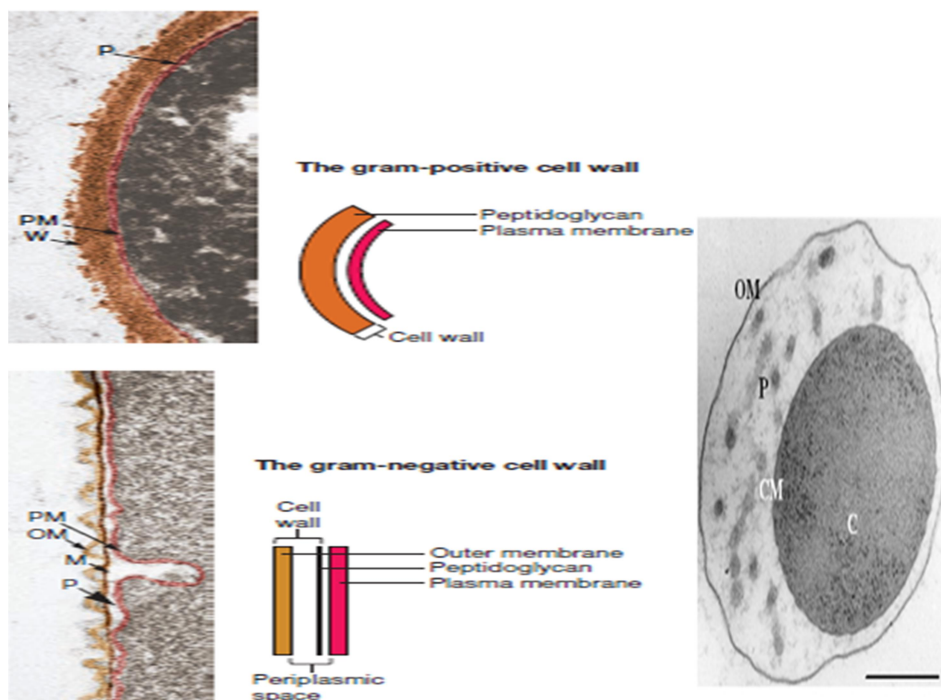 P
PM
W
The gram-positive cell wall
Peptidoglycan
Plasma membrane
Cell wall
PM
OM
M
P
The gram-negative cell wall
Cell
wall
Outer membrane
Peptidoglycan
Plasma membrane
Periplasmic
space
OM
P
CM
C